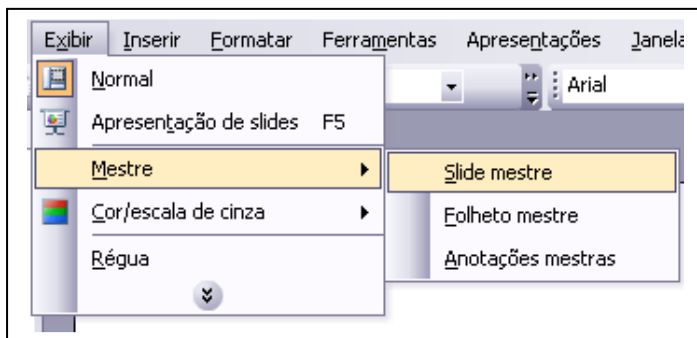 Exibir Inserir Formatar Ferramentas Apresentações Janela
Normal Arial
Apresentação de slides F5
Mestre Slide mestre
Cor/escala de cinza Folheto mestre
Régua Anotações mestras